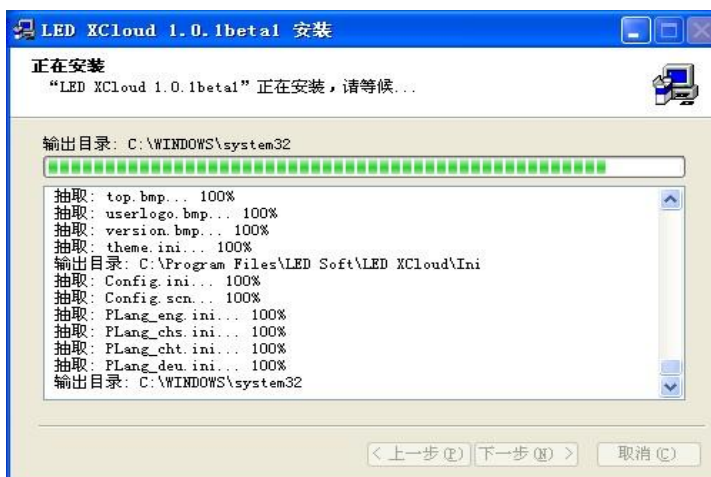 LED XCloud 1.0.1beta1 安装
正在安装
“LED XCloud 1.0.1beta1”正在安装，请等候...
输出目录: C:\WINDOWS\system32
抽取: top.bmp... 100%
抽取: userlogo.bmp... 100%
抽取: version.bmp... 100%
抽取: theme.ini... 100%
输出目录: C:\Program Files\LED Soft\LED XCloud\Ini
抽取: Config.ini... 100%
抽取: Config.scn... 100%
抽取: PLang_eng.ini... 100%
抽取: PLang_chs.ini... 100%
抽取: PLang_cht.ini... 100%
抽取: PLang_deu.ini... 100%
输出目录: C:\WINDOWS\system32
< 上一步(P) 下一步(N) > 取消(C)